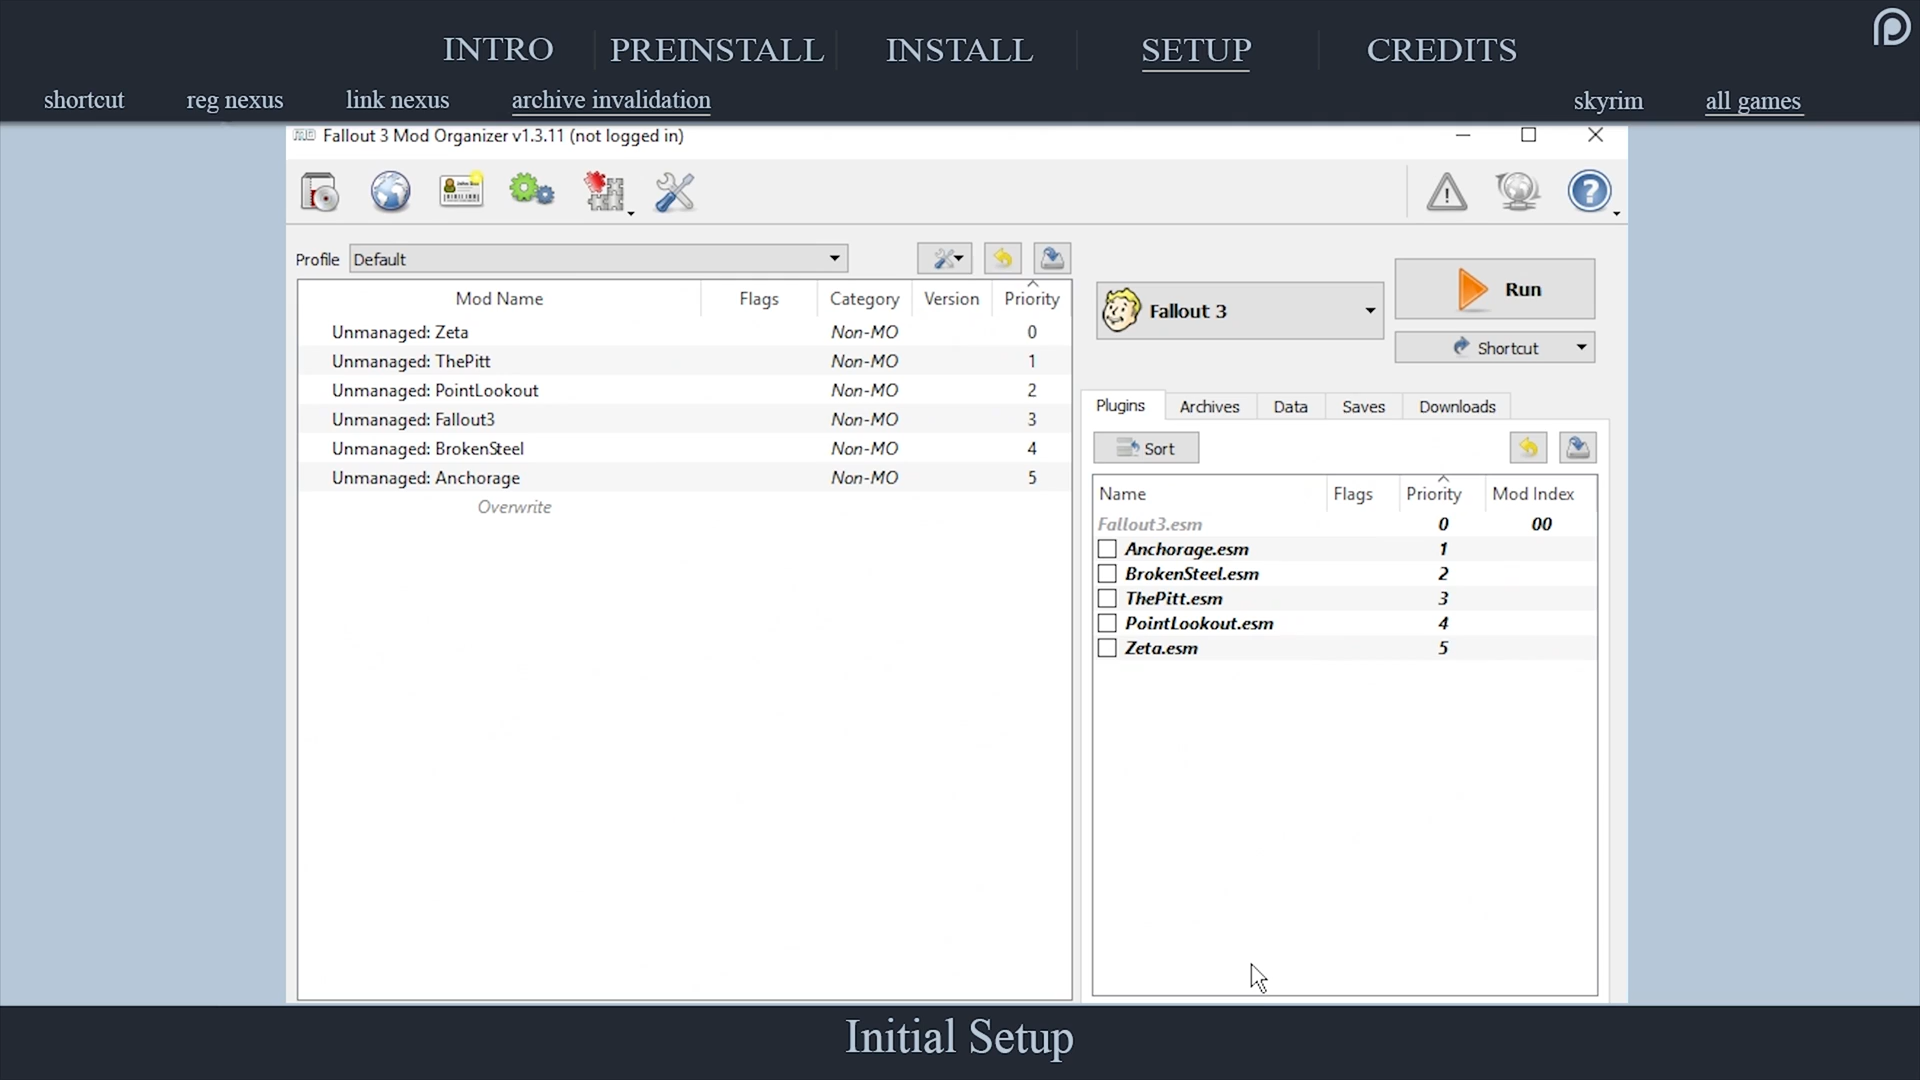 INTRO PREINSTALL INSTALL SETUP CREDITS
shortcut reg nexus link nexus archive invalidation skyrim all games
Fallout 3 Mod Organizer v1.3.11 (not logged in)
Profile Default
Fallout 3
Run
Shortcut
Mod Name Flags Category Version Priority
Unmanaged: Zeta Non-MO 0
Unmanaged: ThePitt Non-MO 1
Unmanaged: PointLookout Non-MO 2
Unmanaged: Fallout3 Non-MO 3
Unmanaged: BrokenSteel Non-MO 4
Unmanaged: Anchorage Non-MO 5
Overwrite
Plugins Archives Data Saves Downloads
Sort
Name Flags Priority Mod Index
Fallout3.esm 0 00
Anchorage.esm 1
BrokenSteel.esm 2
ThePitt.esm 3
PointLookout.esm 4
Zeta.esm 5
Initial Setup